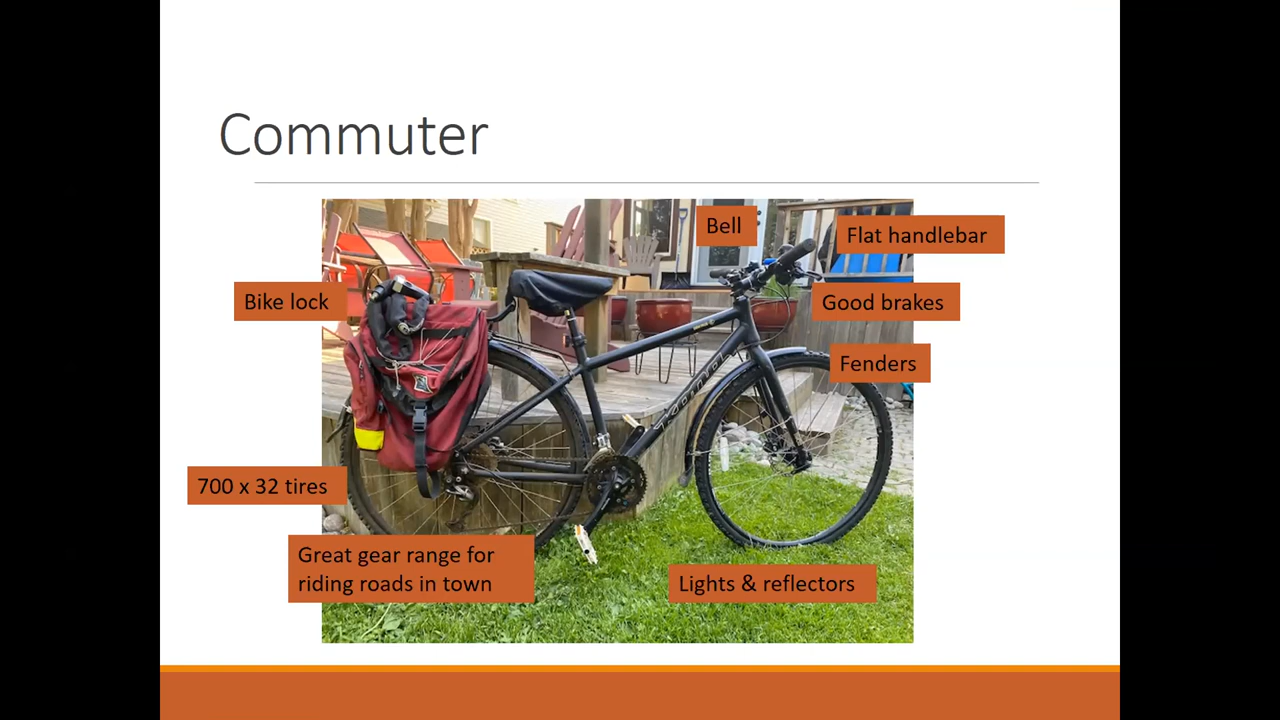 Commuter
Bell
Flat handlebar
Bike lock
Good brakes
Fenders
KONA
700 x 32 tires
Great gear range for
riding roads in town
Lights & reflectors